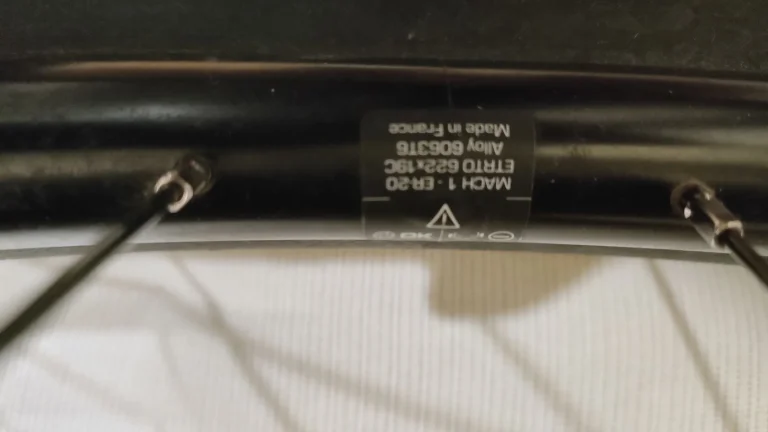 MACH 1 - ER-20
ETRTO 622x19C
Alloy 6063T6
Made in France